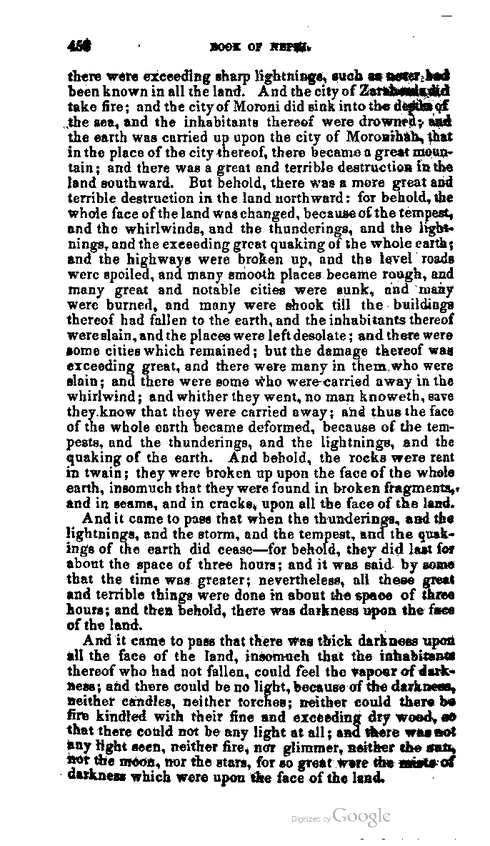 456 BOOK OF NEPHI.
there were exceeding sharp lightnings, such as never had
been known in all the land. And the city of Zarahemla did
take fire; and the city of Moroni did sink into the depths of
the sea, and the inhabitants thereof were drowned; and
the earth was carried up upon the city of Moronihah, that
in the place of the city thereof, there became a great moun-
tain; and there was a great and terrible destruction in the
land southward. But behold, there was a more great and
terrible destruction in the land northward: for behold, the
whole face of the land was changed, because of the tempest,
and the whirlwinds, and the thunderings, and the light-
nings, and the exceeding great quaking of the whole earth;
and the highways were broken up, and the level roads
were spoiled, and many smooth places became rough, and
many great and notable cities were sunk, and many
were burned, and many were shook till the buildings
thereof had fallen to the earth, and the inhabitants thereof
were slain, and the places were left desolate; and there were
some cities which remained; but the damage thereof was
exceeding great, and there were many in them who were
slain; and there were some who were carried away in the
whirlwind; and whither they went, no man knoweth, save
they know that they were carried away; and thus the face
of the whole earth became deformed, because of the tem-
pests, and the thunderings, and the lightnings, and the
quaking of the earth. And behold, the rocks were rent
in twain; they were broken up upon the face of the whole
earth, insomuch that they were found in broken fragments,
and in seams, and in cracks, upon all the face of the land.
And it came to pass that when the thunderings, and the
lightnings, and the storm, and the tempest, and the quak-
ings of the earth did cease—for behold, they did last for
about the space of three hours; and it was said by some
that the time was greater; nevertheless, all these great
and terrible things were done in about the space of three
hours; and then behold, there was darkness upon the face
of the land.
And it came to pass that there was thick darkness upon
all the face of the land, insomuch that the inhabitants
thereof who had not fallen, could feel the vapour of dark-
ness; and there could be no light, because of the darkness,
neither candles, neither torches; neither could there be
fire kindled with their fine and exceeding dry wood, so
that there could not be any light at all; and there was not
any light seen, neither fire, nor glimmer, neither the sun,
not the moon, nor the stars, for so great were the mists of
darkness which were upon the face of the land.
Digitized by Google